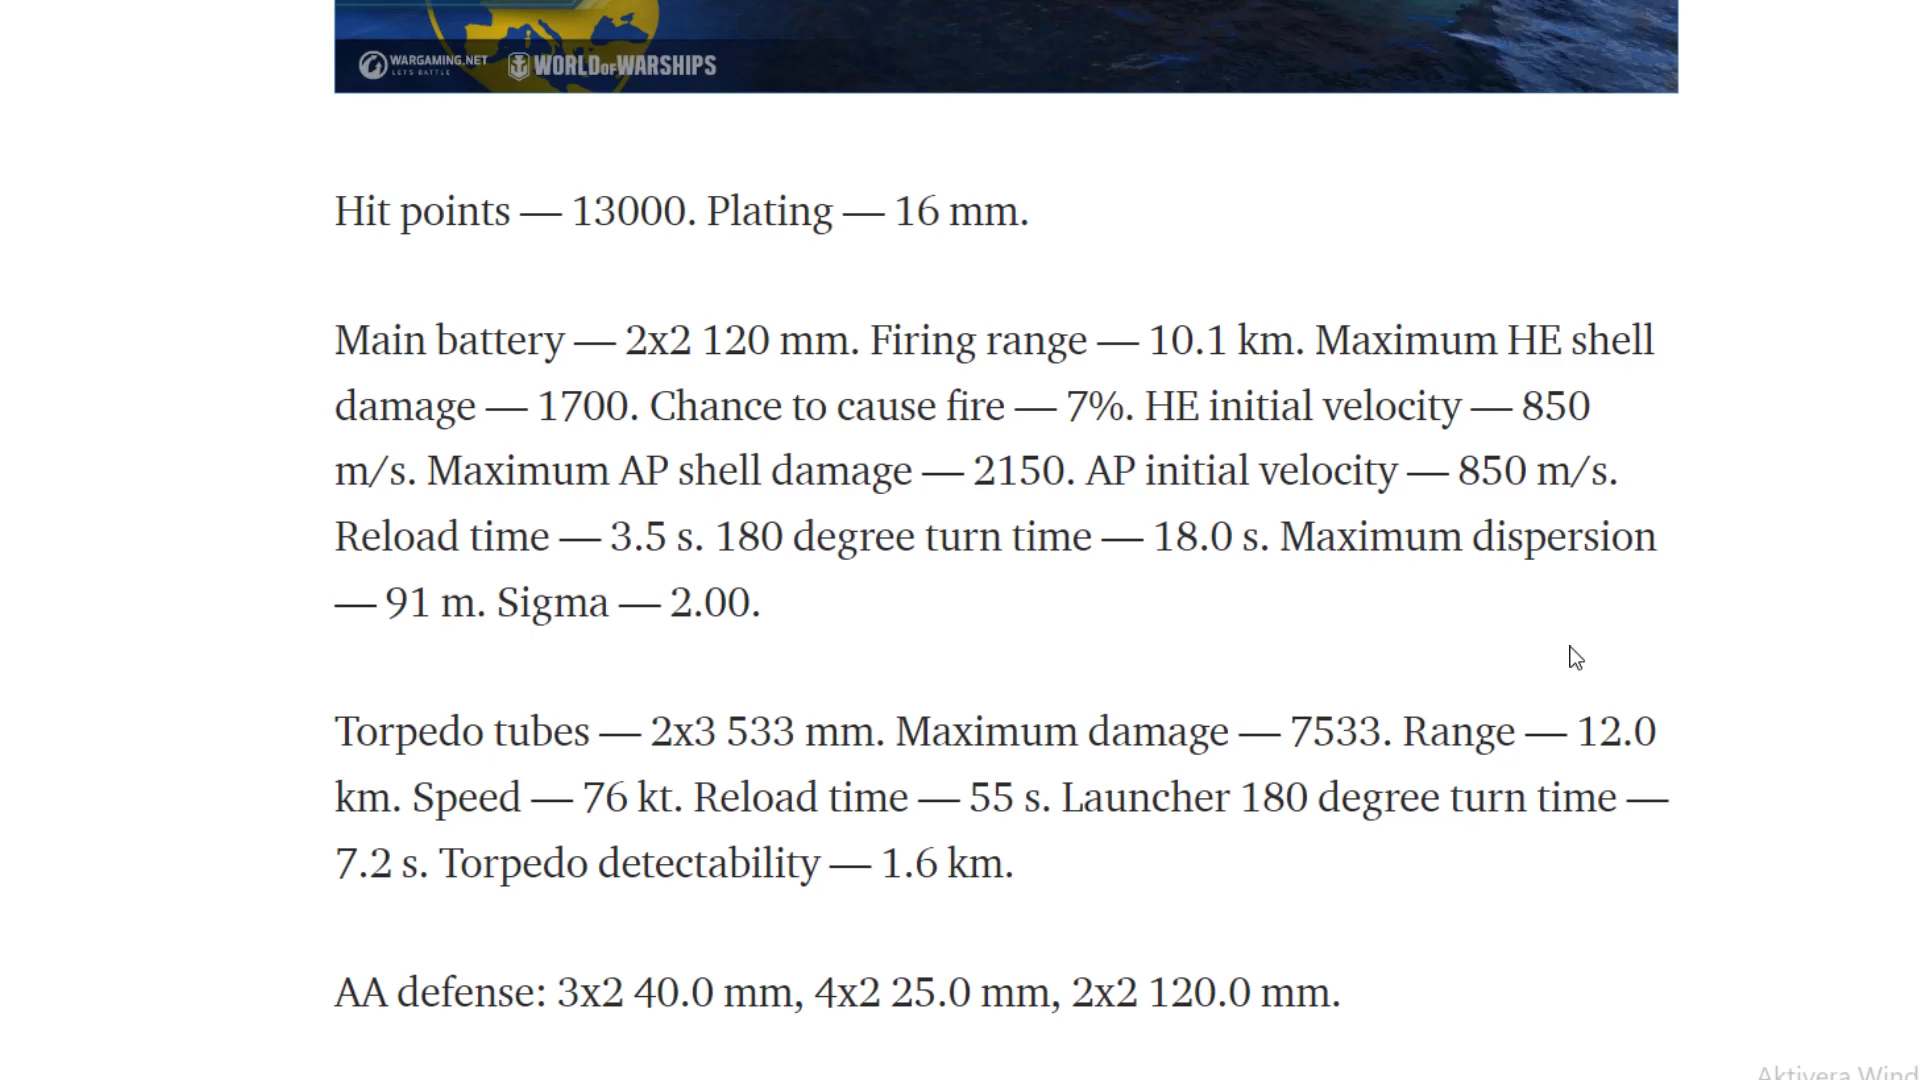 WARGAMING.NET
LET'S BATTLE
WORLD OF WARSHIPS
Hit points — 13000. Plating — 16 mm.
Main battery — 2x2 120 mm. Firing range — 10.1 km. Maximum HE shell
damage — 1700. Chance to cause fire — 7%. HE initial velocity — 850
m/s. Maximum AP shell damage — 2150. AP initial velocity — 850 m/s.
Reload time — 3.5 s. 180 degree turn time — 18.0 s. Maximum dispersion
— 91 m. Sigma — 2.00.
Torpedo tubes — 2x3 533 mm. Maximum damage — 7533. Range — 12.0
km. Speed — 76 kt. Reload time — 55 s. Launcher 180 degree turn time —
7.2 s. Torpedo detectability — 1.6 km.
AA defense: 3x2 40.0 mm, 4x2 25.0 mm, 2x2 120.0 mm.
Aktivera Wind